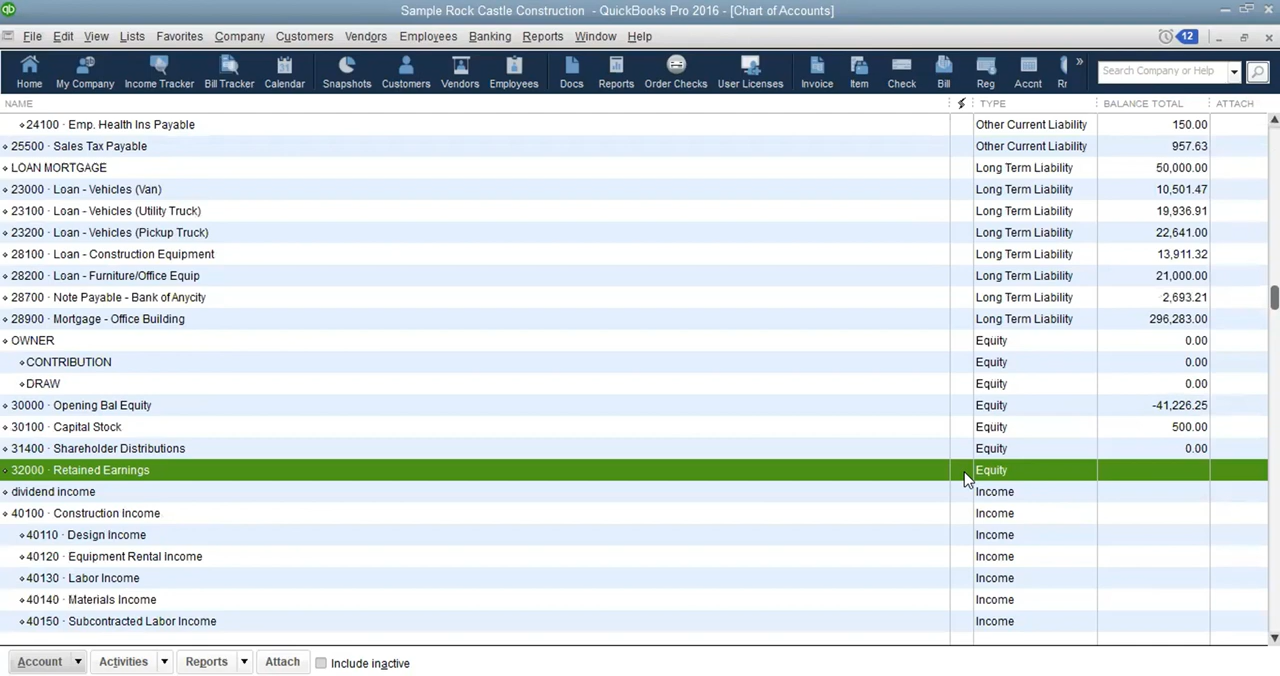 qb Sample Rock Castle Construction - QuickBooks Pro 2016 - [Chart of Accounts]
File Edit View Lists Favorites Company Customers Vendors Employees Banking Reports Window Help 12
Home My Company Income Tracker Bill Tracker Calendar Snapshots Customers Vendors Employees Docs Reports Order Checks User Licenses Invoice Item Check Bill Reg Accnt Rr » Search Company or Help
NAME TYPE BALANCE TOTAL ATTACH
24100 · Emp. Health Ins Payable Other Current Liability 150.00
25500 · Sales Tax Payable Other Current Liability 957.63
LOAN MORTGAGE Long Term Liability 50,000.00
23000 · Loan - Vehicles (Van) Long Term Liability 10,501.47
23100 · Loan - Vehicles (Utility Truck) Long Term Liability 19,936.91
23200 · Loan - Vehicles (Pickup Truck) Long Term Liability 22,641.00
28100 · Loan - Construction Equipment Long Term Liability 13,911.32
28200 · Loan - Furniture/Office Equip Long Term Liability 21,000.00
28700 · Note Payable - Bank of Anycity Long Term Liability 2,693.21
28900 · Mortgage - Office Building Long Term Liability 296,283.00
OWNER Equity 0.00
CONTRIBUTION Equity 0.00
DRAW Equity 0.00
30000 · Opening Bal Equity Equity -41,226.25
30100 · Capital Stock Equity 500.00
31400 · Shareholder Distributions Equity 0.00
32000 · Retained Earnings Equity
dividend income Income
40100 · Construction Income Income
40110 · Design Income Income
40120 · Equipment Rental Income Income
40130 · Labor Income Income
40140 · Materials Income Income
40150 · Subcontracted Labor Income Income
Account Activities Reports Attach Include inactive